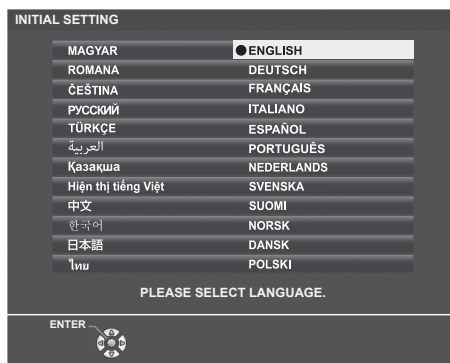 INITIAL SETTING
MAGYAR ENGLISH
ROMANA DEUTSCH
ČEŠTINA FRANÇAIS
РУССКИЙ ITALIANO
TÜRKÇE ESPAÑOL
العربية PORTUGUÊS
Қазақша NEDERLANDS
Hiện thị tiếng Việt SVENSKA
中文 SUOMI
한국어 NORSK
日本語 DANSK
ไทย POLSKI
PLEASE SELECT LANGUAGE.
ENTER